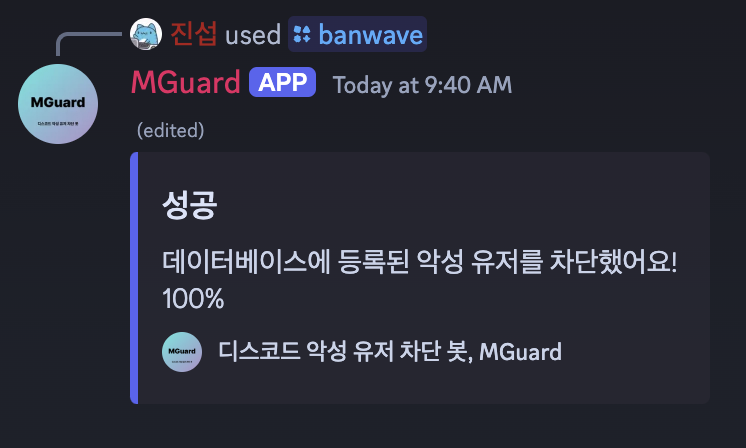 진섭 used banwave
MGuard APP Today at 9:40 AM
MGuard
디스코드 악성 유저 차단 봇
(edited)
성공
데이터베이스에 등록된 악성 유저를 차단했어요!
100%
MGuard
디스코드 악성 유저 차단 봇, MGuard